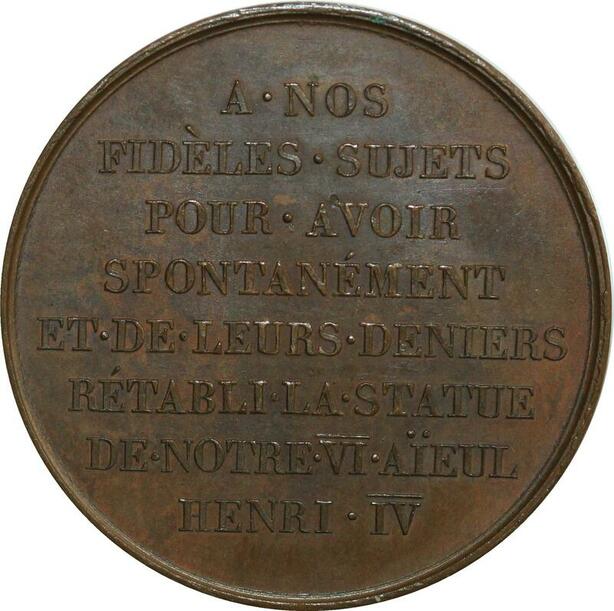 A · NOS
FIDÈLES · SUJETS
POUR · AVOIR
SPONTANÉMENT
ET · DE · LEURS · DENIERS
RÉTABLI · LA · STATUE
DE · NOTRE · VI · AÏEUL
HENRI · IV